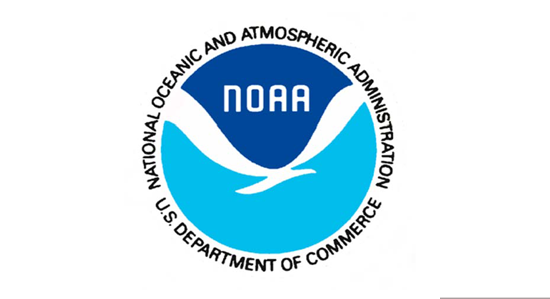 NATIONAL OCEANIC AND ATMOSPHERIC ADMINISTRATION
NOAA
U.S. DEPARTMENT OF COMMERCE